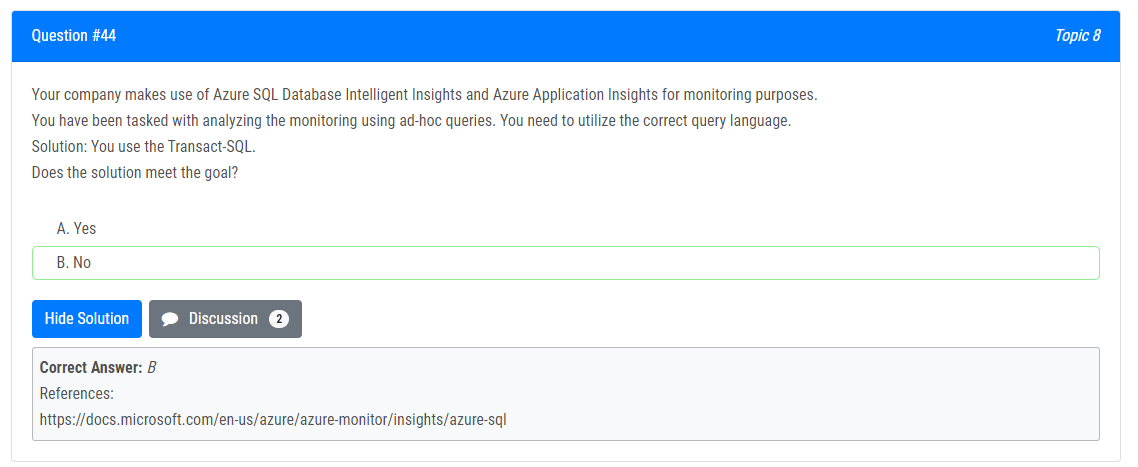 Question #44 Topic 8
Your company makes use of Azure SQL Database Intelligent Insights and Azure Application Insights for monitoring purposes.
You have been tasked with analyzing the monitoring using ad-hoc queries. You need to utilize the correct query language.
Solution: You use the Transact-SQL.
Does the solution meet the goal?
A. Yes
B. No
Hide Solution Discussion 2
Correct Answer: B
References:
https://docs.microsoft.com/en-us/azure/azure-monitor/insights/azure-sql